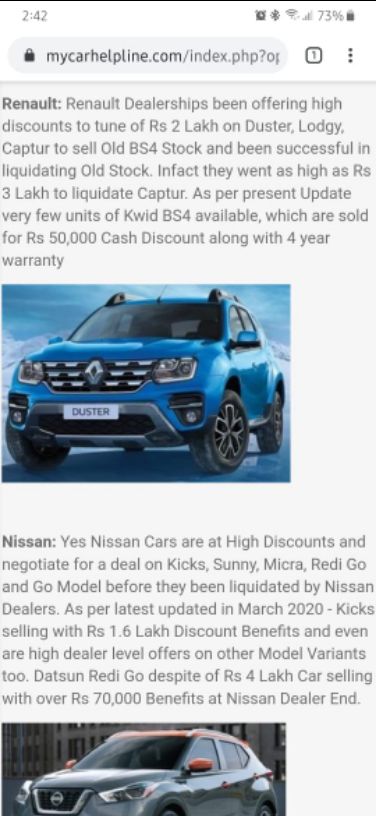 2:42
73%
mycarhelpline.com/index.php?op
1
Renault: Renault Dealerships been offering high
discounts to tune of Rs 2 Lakh on Duster, Lodgy,
Captur to sell Old BS4 Stock and been successful in
liquidating Old Stock. Infact they went as high as Rs
3 Lakh to liquidate Captur. As per present Update
very few units of Kwid BS4 available, which are sold
for Rs 50,000 Cash Discount along with 4 year
warranty
DUSTER
Nissan: Yes Nissan Cars are at High Discounts and
negotiate for a deal on Kicks, Sunny, Micra, Redi Go
and Go Model before they been liquidated by Nissan
Dealers. As per latest updated in March 2020 - Kicks
selling with Rs 1.6 Lakh Discount Benefits and even
are high dealer level offers on other Model Variants
too. Datsun Redi Go despite of Rs 4 Lakh Car selling
with over Rs 70,000 Benefits at Nissan Dealer End.